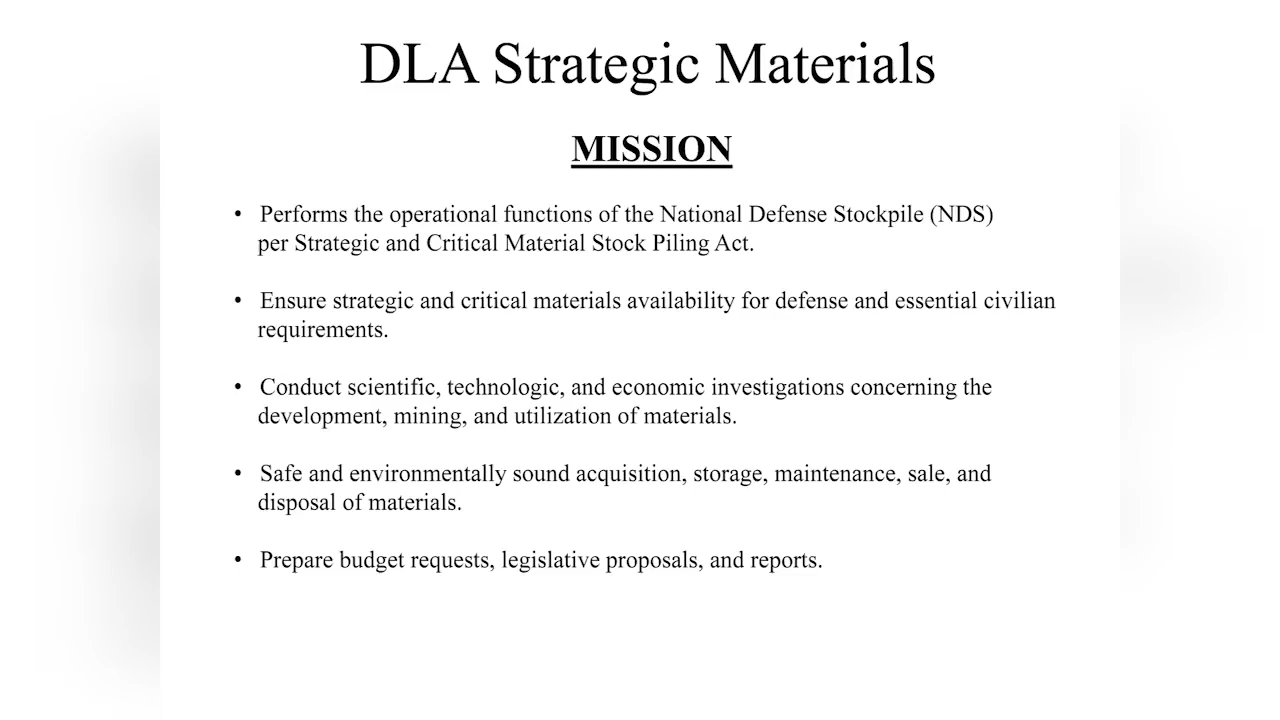 DLA Strategic Materials
MISSION
• Performs the operational functions of the National Defense Stockpile (NDS)
per Strategic and Critical Material Stock Piling Act.
• Ensure strategic and critical materials availability for defense and essential civilian
requirements.
• Conduct scientific, technologic, and economic investigations concerning the
development, mining, and utilization of materials.
• Safe and environmentally sound acquisition, storage, maintenance, sale, and
disposal of materials.
• Prepare budget requests, legislative proposals, and reports.